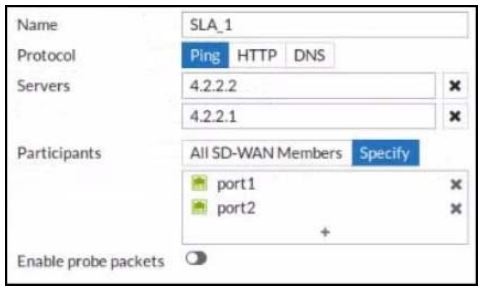 Name SLA_1
Protocol Ping HTTP DNS
Servers 4.2.2.2
4.2.2.1
Participants All SD-WAN Members Specify
port1
port2
+
Enable probe packets